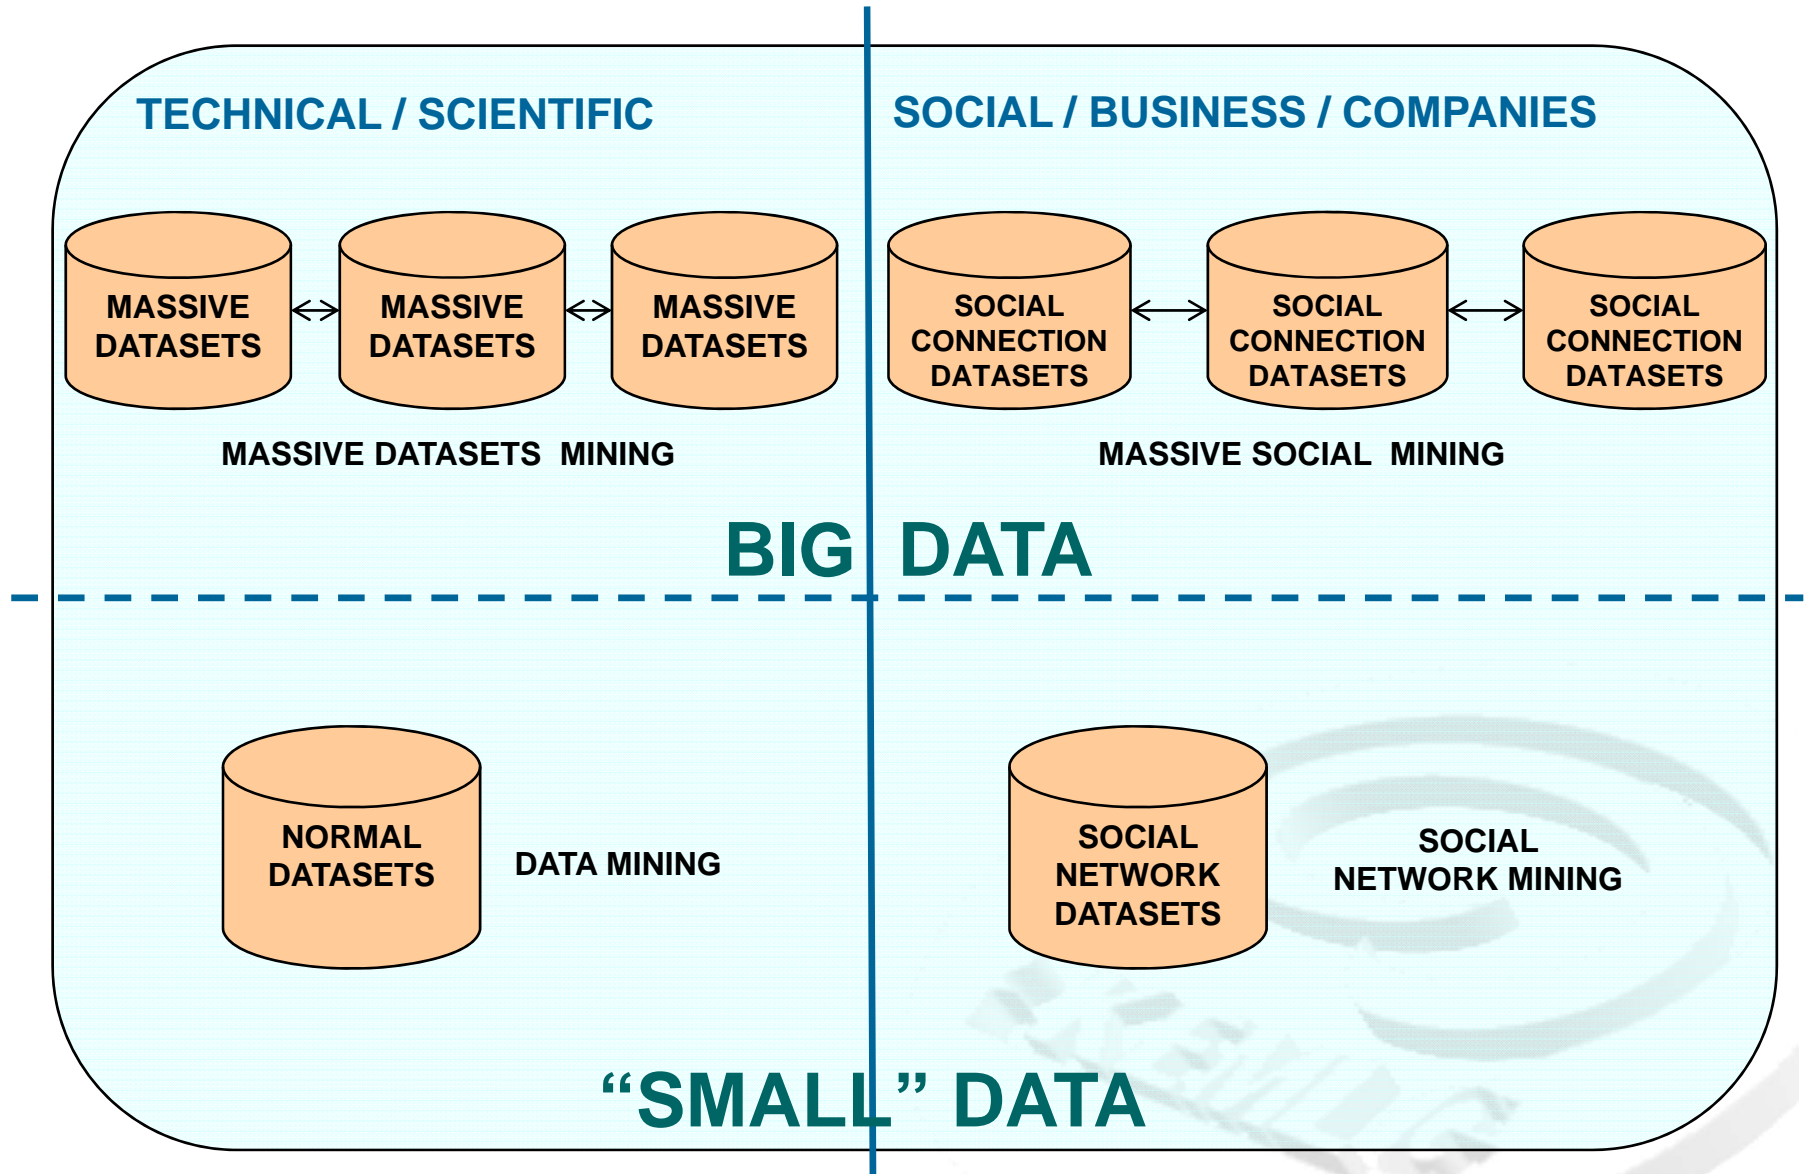 TECHNICAL / SCIENTIFIC
SOCIAL / BUSINESS / COMPANIES
MASSIVE
DATASETS
MASSIVE
DATASETS
MASSIVE
DATASETS
SOCIAL
CONNECTION
DATASETS
SOCIAL
CONNECTION
DATASETS
SOCIAL
CONNECTION
DATASETS
MASSIVE DATASETS MINING
MASSIVE SOCIAL MINING
BIG DATA
NORMAL
DATASETS
DATA MINING
SOCIAL
NETWORK
DATASETS
SOCIAL
NETWORK MINING
“SMALL” DATA